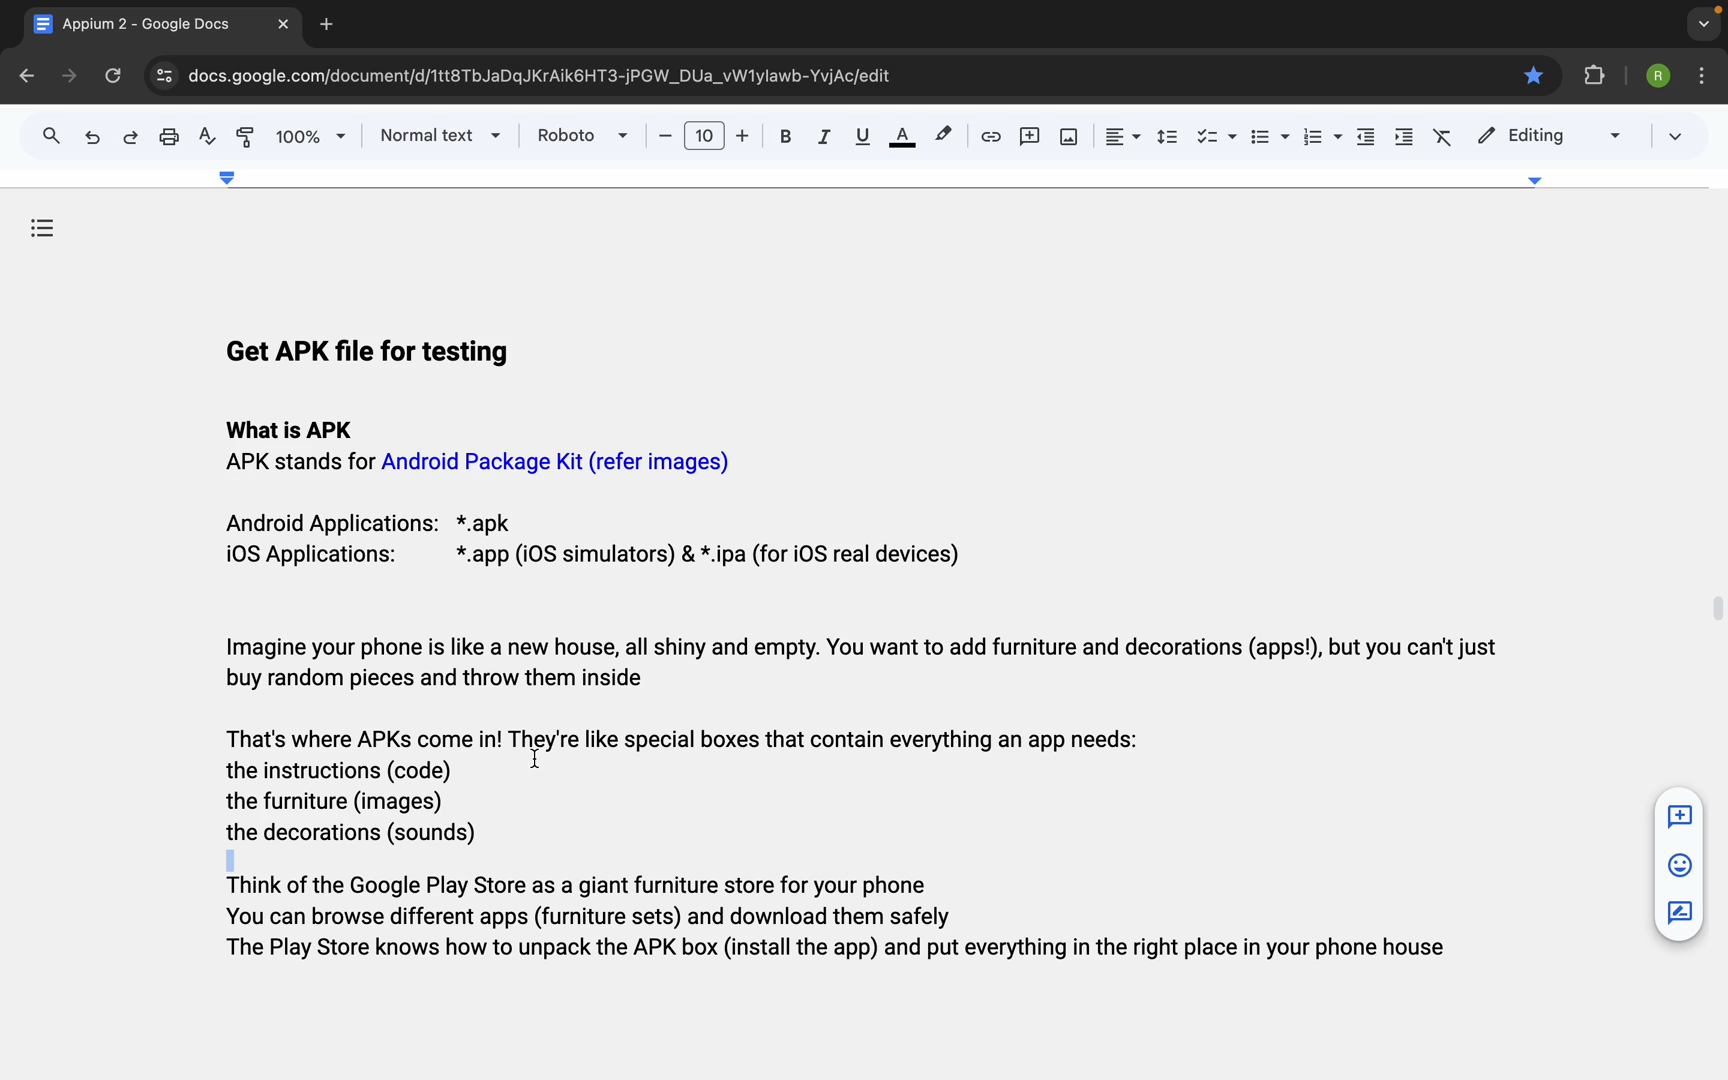 Appium 2 - Google Docs
docs.google.com/document/d/1tt8TbJaDqJKrAik6HT3-jPGW_DUa_vW1ylawb-YvjAc/edit
R
100% Normal text Roboto 10 B I U A Editing
Get APK file for testing
What is APK
APK stands for Android Package Kit (refer images)
Android Applications: *.apk
iOS Applications: *.app (iOS simulators) & *.ipa (for iOS real devices)
Imagine your phone is like a new house, all shiny and empty. You want to add furniture and decorations (apps!), but you can't just
buy random pieces and throw them inside
That's where APKs come in! They're like special boxes that contain everything an app needs:
the instructions (code)
the furniture (images)
the decorations (sounds)
Think of the Google Play Store as a giant furniture store for your phone
You can browse different apps (furniture sets) and download them safely
The Play Store knows how to unpack the APK box (install the app) and put everything in the right place in your phone house